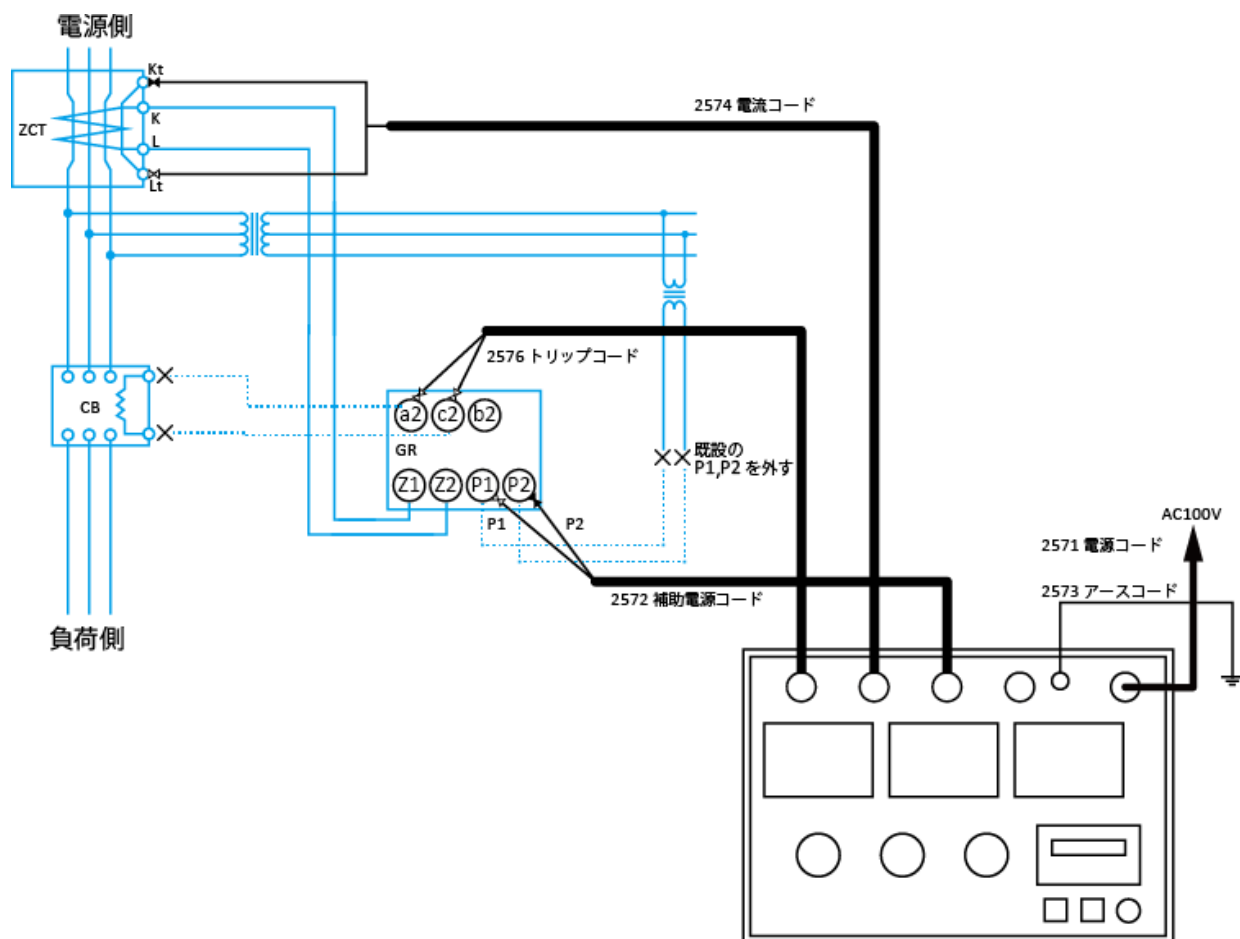 電源側
Kt
K
ZCT
L
Lt
2574 電流コード
2576 トリップコード
CB
a2
c2
b2
GR
既設の
P1,P2 を外す
Z1
Z2
P1
P2
P1
P2
AC100V
2571 電源コード
2573 アースコード
2572 補助電源コード
負荷側